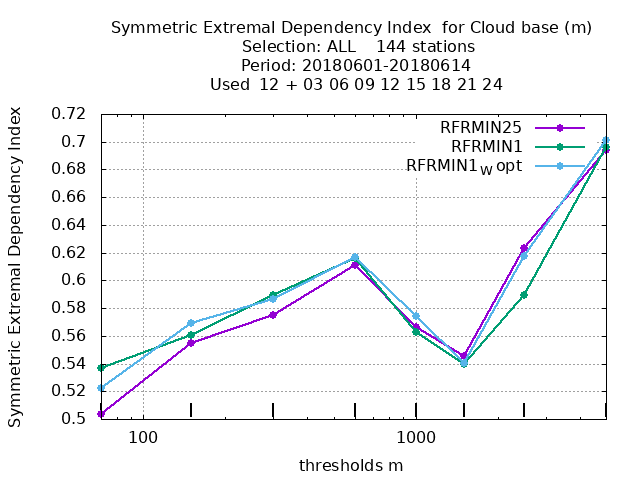 Symmetric Extremal Dependency Index  for Cloud base (m)
Selection: ALL    144 stations
Period: 20180601-20180614
Used  12 + 03 06 09 12 15 18 21 24
Symmetric Extremal Dependency Index
0.72
0.7
0.68
0.66
0.64
0.62
0.6
0.58
0.56
0.54
0.52
0.5
RFRMIN25
RFRMIN1
RFRMIN1W opt
100
1000
thresholds m